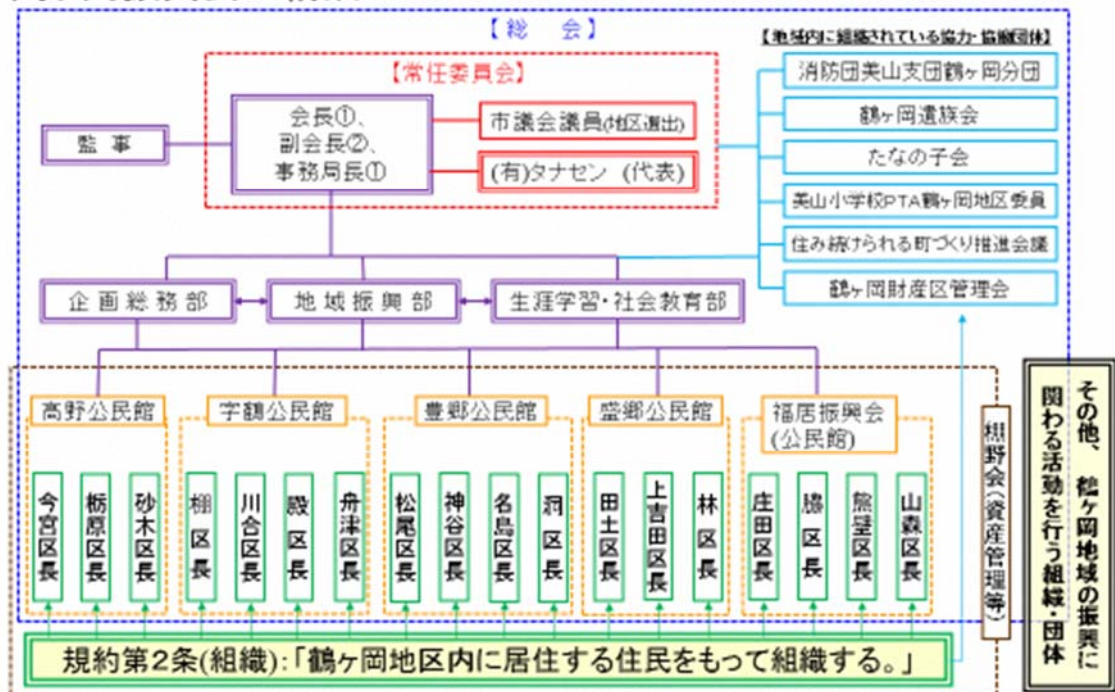 【総　会】
【地域内に組織されている協力・協議団体】
【常任委員会】
消防団美山支団鶴ヶ岡分団
会長①、
副会長②、
事務局長①
市議会議員(地区選出)
監事
鶴ヶ岡遺族会
たなの子会
(有)タナセン (代表)
美山小学校PTA鶴ヶ岡地区委員
住み続けられる町づくり推進会議
鶴ヶ岡財産区管理会
企画総務部
地域振興部
生涯学習・社会教育部
高野公民館
字鶴公民館
豊郷公民館
盛郷公民館
福居振興会
(公民館)
今宮区長
栃原区長
砂木区長
棚区長
川合区長
殿区長
舟津区長
松尾区長
神谷区長
名島区長
洞区長
田土区長
上吉田区長
林区長
庄田区長
脇区長
熊壁区長
山森区長
棚野会(資産管理等)
その他、鶴ヶ岡地域の振興に
関わる活動を行う組織・団体
規約第2条(組織):「鶴ヶ岡地区内に居住する住民をもって組織する。」